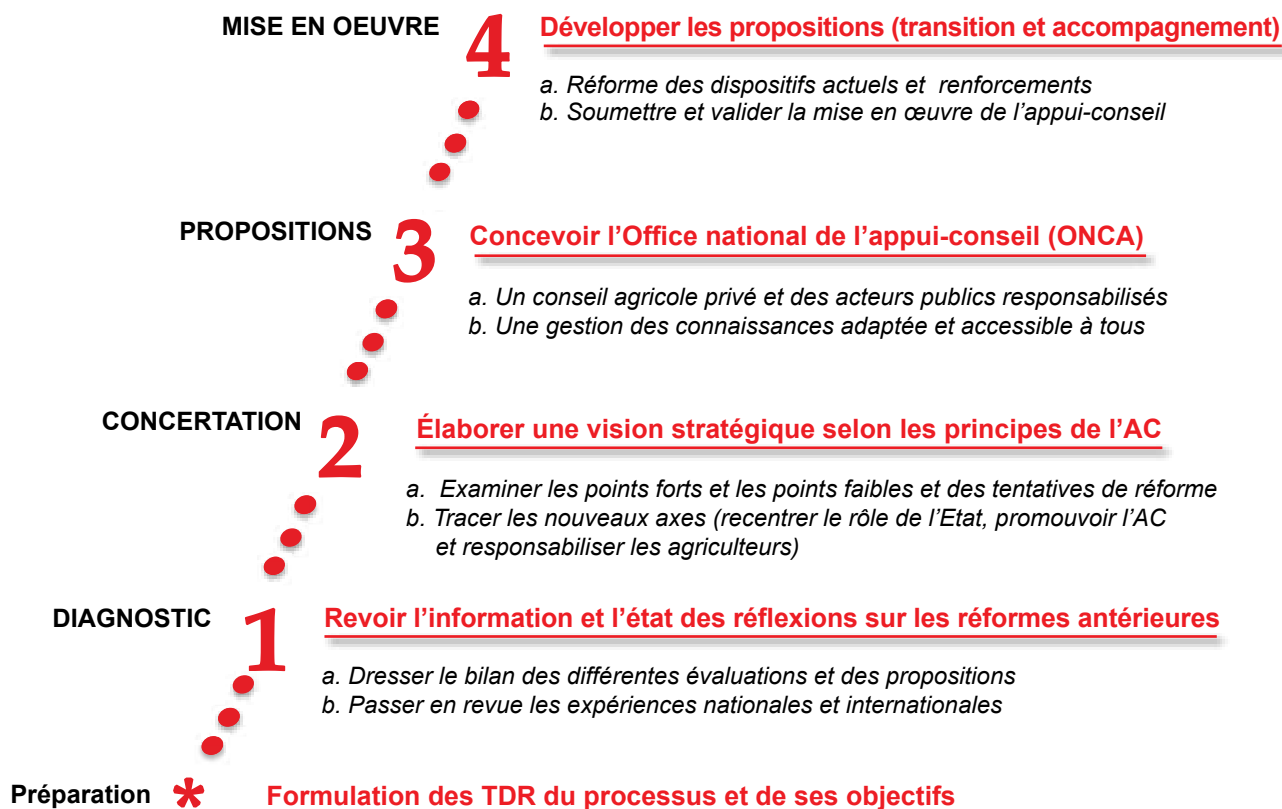 MISE EN OEUVRE 4 Développer les propositions (transition et accompagnement)
a. Réforme des dispositifs actuels et renforcements
b. Soumettre et valider la mise en œuvre de l'appui-conseil
PROPOSITIONS 3 Concevoir l'Office national de l'appui-conseil (ONCA)
a. Un conseil agricole privé et des acteurs publics responsabilisés
b. Une gestion des connaissances adaptée et accessible à tous
CONCERTATION 2 Élaborer une vision stratégique selon les principes de l'AC
a. Examiner les points forts et les points faibles et des tentatives de réforme
b. Tracer les nouveaux axes (recentrer le rôle de l'Etat, promouvoir l'AC
et responsabiliser les agriculteurs)
DIAGNOSTIC 1 Revoir l'information et l'état des réflexions sur les réformes antérieures
a. Dresser le bilan des différentes évaluations et des propositions
b. Passer en revue les expériences nationales et internationales
Préparation * Formulation des TDR du processus et de ses objectifs